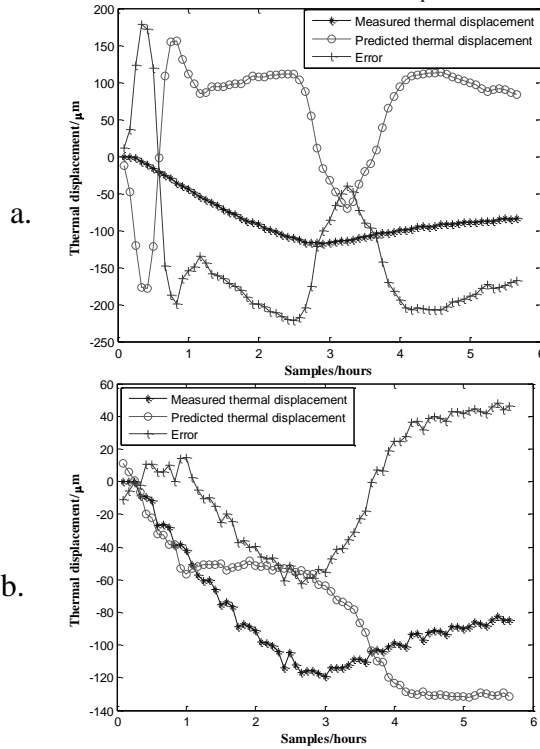 200
150
100
50
0
-50
-100
-150
-200
-250
Thermal displacement/μm
Measured thermal displacement
Predicted thermal displacement
Error
a.
0 1 2 3 4 5 6
Samples/hours
60
40
20
0
-20
-40
-60
-80
-100
-120
-140
Thermal displacement/μm
Measured thermal displacement
Predicted thermal displacement
Error
b.
0 1 2 3 4 5 6
Samples/hours